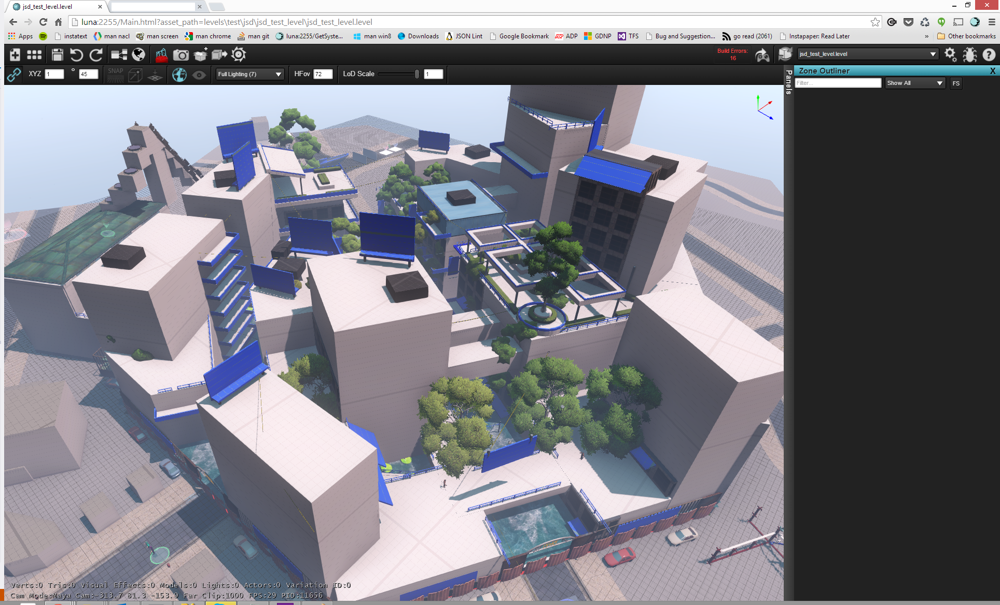 jsd_test_level.level
luna:2255/Main.html?asset_path=levels\test\jsd\jsd_test_level\jsd_test_level.level
Apps instatext man nacl man screen man chrome man git luna:2255/GetSyste... man win8 Downloads JSON Lint Google Bookmark ADP GDNP TFS Bug and Suggestion... go read (2061) Instapaper: Read Later » Other bookmarks
Build Errors:
16
jsd_test_level.level
XYZ 1 ° 45 SNAP Full Lighting (7) HFov 72 LoD Scale 1
Panels
Zone Outliner X
Filter... Show All FS
Verts:0 Tris:0 Visual Effects:0 Models:0 Lights:0 Actors:0 Variation ID:0
Cam Mode:Maya Cam:-313.7 81.3 -153.9 Far Clip:1000 FPS:29 PID:11656